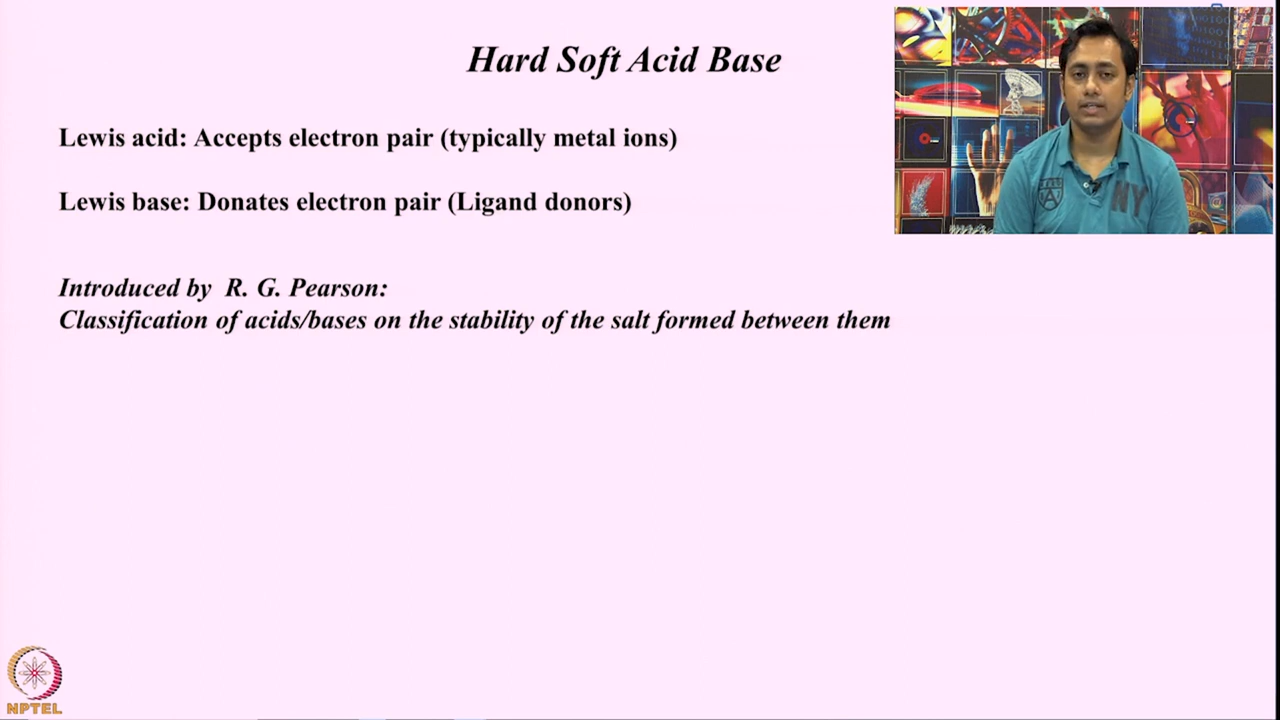 Hard Soft Acid Base
Lewis acid: Accepts electron pair (typically metal ions)
Lewis base: Donates electron pair (Ligand donors)
Introduced by R. G. Pearson:
Classification of acids/bases on the stability of the salt formed between them
NY
NPTEL